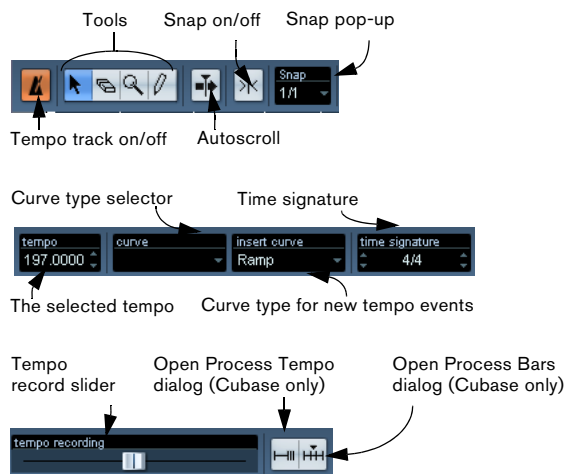 Tools
Snap on/off
Snap pop-up
Snap
1/1
Tempo track on/off
Autoscroll
Curve type selector
Time signature
tempo
197.0000
curve
insert curve
Ramp
time signature
4/4
The selected tempo
Curve type for new tempo events
Tempo
record slider
Open Process Tempo
dialog (Cubase only)
Open Process Bars
dialog (Cubase only)
tempo recording